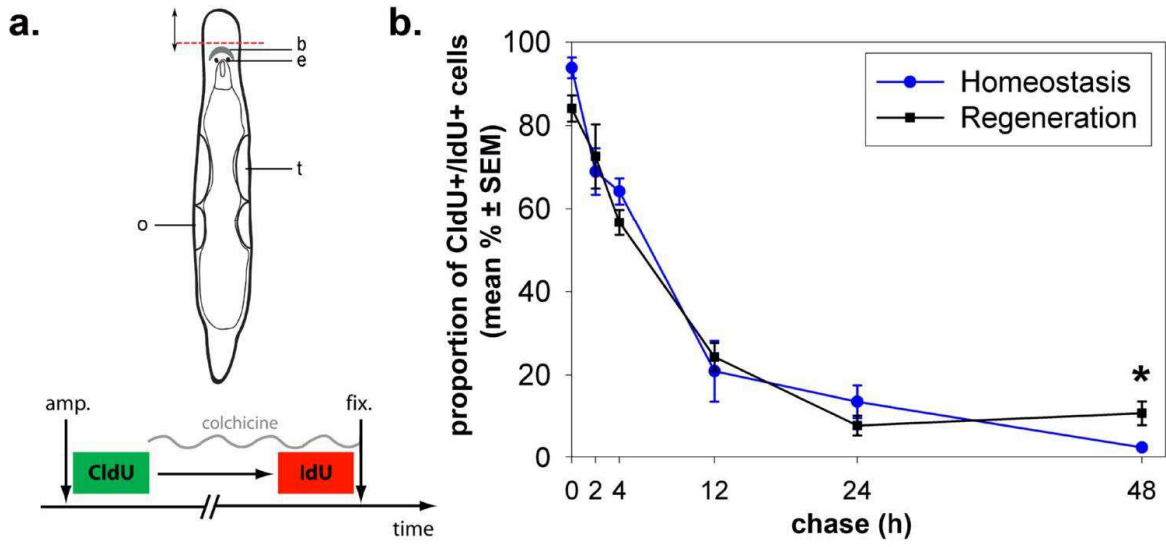 a.
b
e
t
o
amp.
fix.
colchicine
CldU
IdU
time
b.
proportion of CldU+/IdU+ cells
(mean % ± SEM)
100
80
60
40
20
0
Homeostasis
Regeneration
*
0 2 4 12 24 48
chase (h)